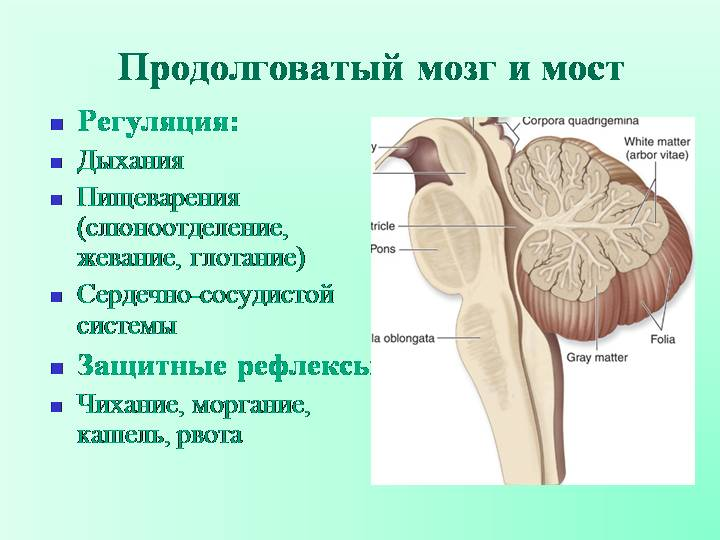 Продолговатый мозг и мост
Регуляция:
Дыхания
Пищеварения
(слюноотделение,
жевание, глотание)
Сердечно-сосудистой
системы
Защитные рефлексы
Чихание, моргание,
кашель, рвота
Corpora quadrigemina
White matter
(arbor vitae)
y
tricle
Pons
la oblongata
Folia
Gray matter